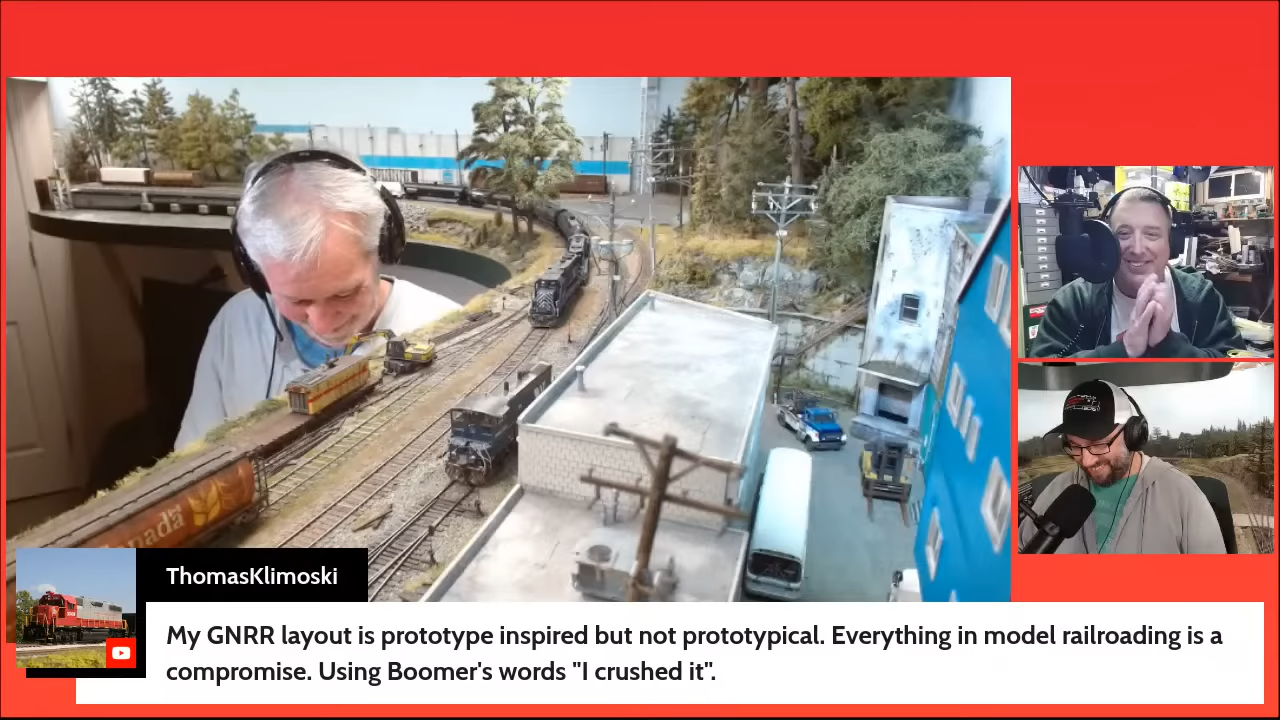 Canada
ThomasKlimoski
My GNRR layout is prototype inspired but not prototypical. Everything in model railroading is a
compromise. Using Boomer's words "I crushed it".